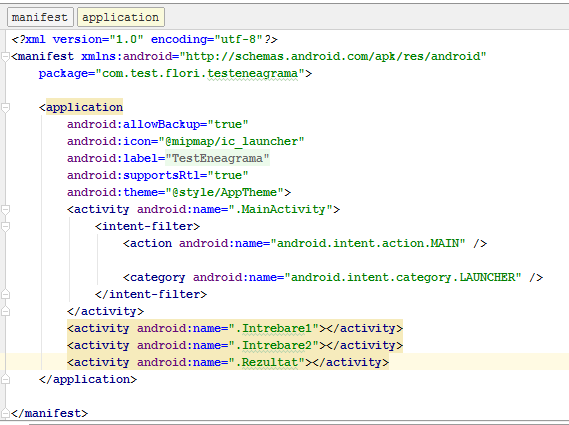 manifest application
<?xml version="1.0" encoding="utf-8"?>
<manifest xmlns:android="http://schemas.android.com/apk/res/android"
    package="com.test.flori.testeneagrama">

    <application
        android:allowBackup="true"
        android:icon="@mipmap/ic_launcher"
        android:label="TestEneagrama"
        android:supportsRtl="true"
        android:theme="@style/AppTheme">
        <activity android:name=".MainActivity">
            <intent-filter>
                <action android:name="android.intent.action.MAIN" />

                <category android:name="android.intent.category.LAUNCHER" />
            </intent-filter>
        </activity>
        <activity android:name=".Intrebare1"></activity>
        <activity android:name=".Intrebare2"></activity>
        <activity android:name=".Rezultat"></activity>
    </application>

</manifest>